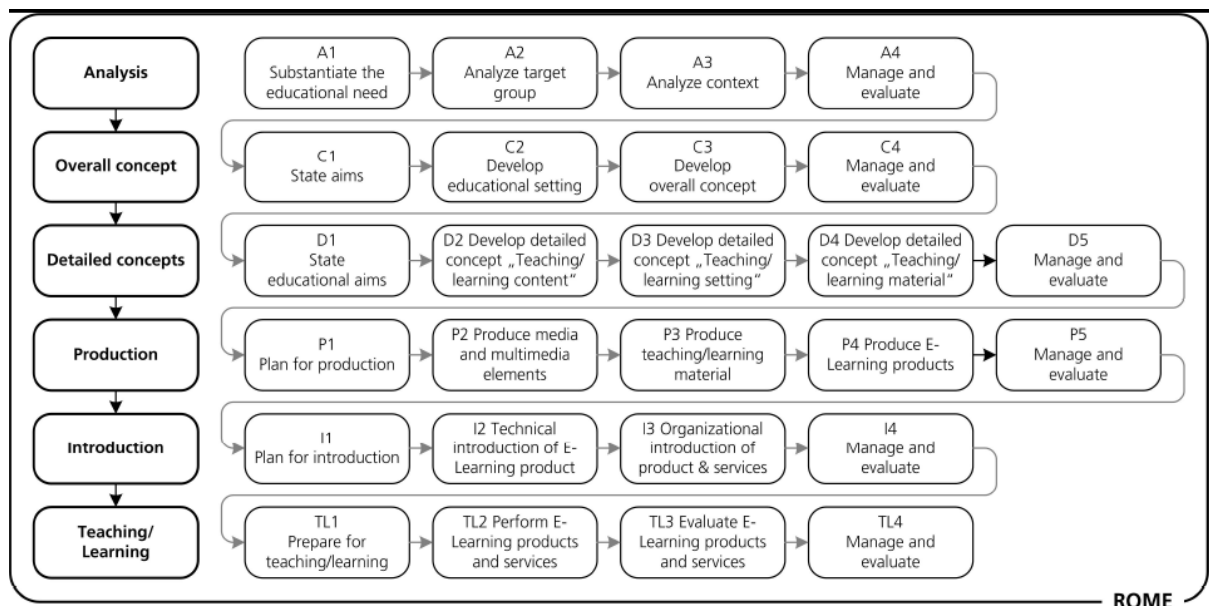 Analysis
A1
Substantiate the
educational need
A2
Analyze target
group
A3
Analyze context
A4
Manage and
evaluate
Overall concept
C1
State aims
C2
Develop
educational setting
C3
Develop
overall concept
C4
Manage and
evaluate
Detailed concepts
D1
State
educational aims
D2 Develop detailed
concept „Teaching/
learning content“
D3 Develop detailed
concept „Teaching/
learning setting“
D4 Develop detailed
concept „Teaching/
learning material“
D5
Manage and
evaluate
Production
P1
Plan for production
P2 Produce media
and multimedia
elements
P3 Produce
teaching/learning
material
P4 Produce E-
Learning products
P5
Manage and
evaluate
Introduction
I1
Plan for introduction
I2 Technical
introduction of E-
Learning product
I3 Organizational
introduction of
product & services
I4
Manage and
evaluate
Teaching/
Learning
TL1
Prepare for
teaching/learning
TL2 Perform E-
Learning products
and services
TL3 Evaluate E-
Learning products
and services
TL4
Manage and
evaluate
ROME